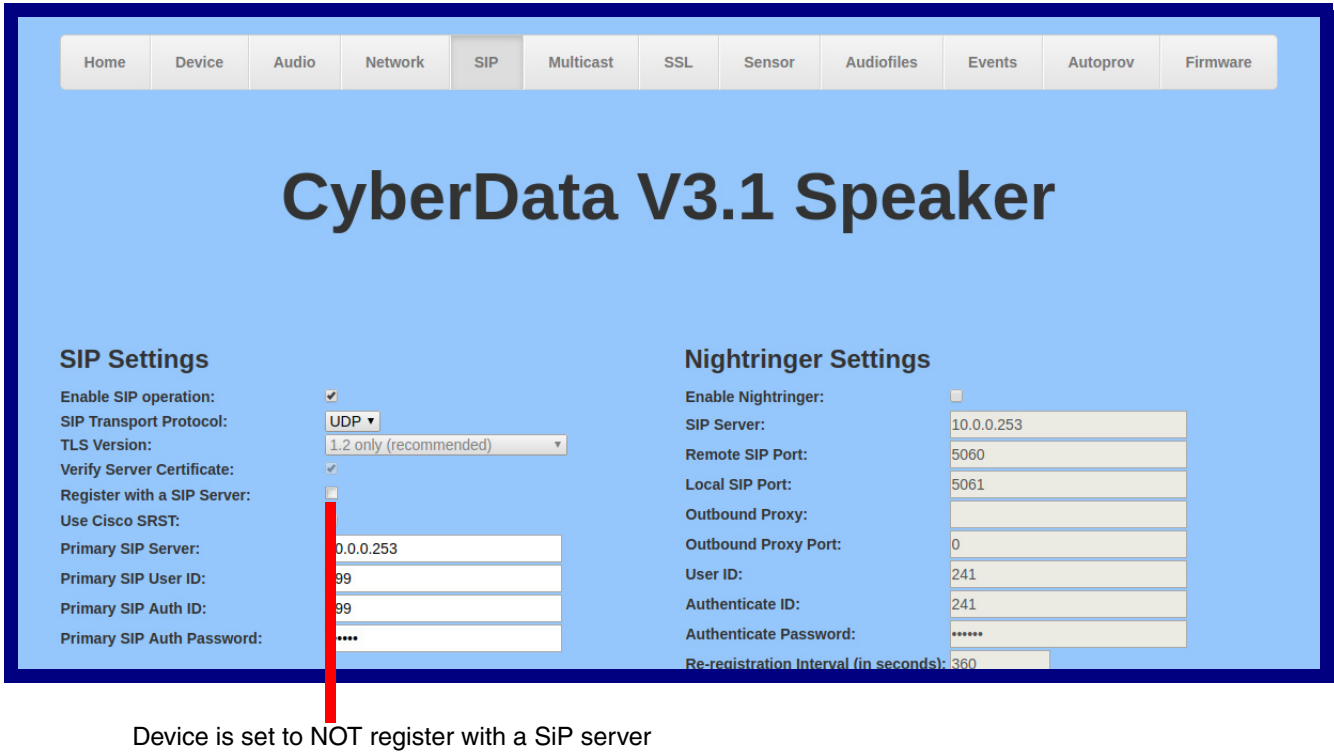 Home Device Audio Network SIP Multicast SSL Sensor Audiofiles Events Autoprov Firmware
CyberData V3.1 Speaker
SIP Settings
Enable SIP operation:
SIP Transport Protocol: UDP
TLS Version: 1.2 only (recommended)
Verify Server Certificate:
Register with a SIP Server:
Use Cisco SRST:
Primary SIP Server: 0.0.0.253
Primary SIP User ID: 99
Primary SIP Auth ID: 99
Primary SIP Auth Password: •••••
Nightringer Settings
Enable Nightringer:
SIP Server: 10.0.0.253
Remote SIP Port: 5060
Local SIP Port: 5061
Outbound Proxy:
Outbound Proxy Port: 0
User ID: 241
Authenticate ID: 241
Authenticate Password: ••••••
Re-registration Interval (in seconds): 360
Device is set to NOT register with a SiP server